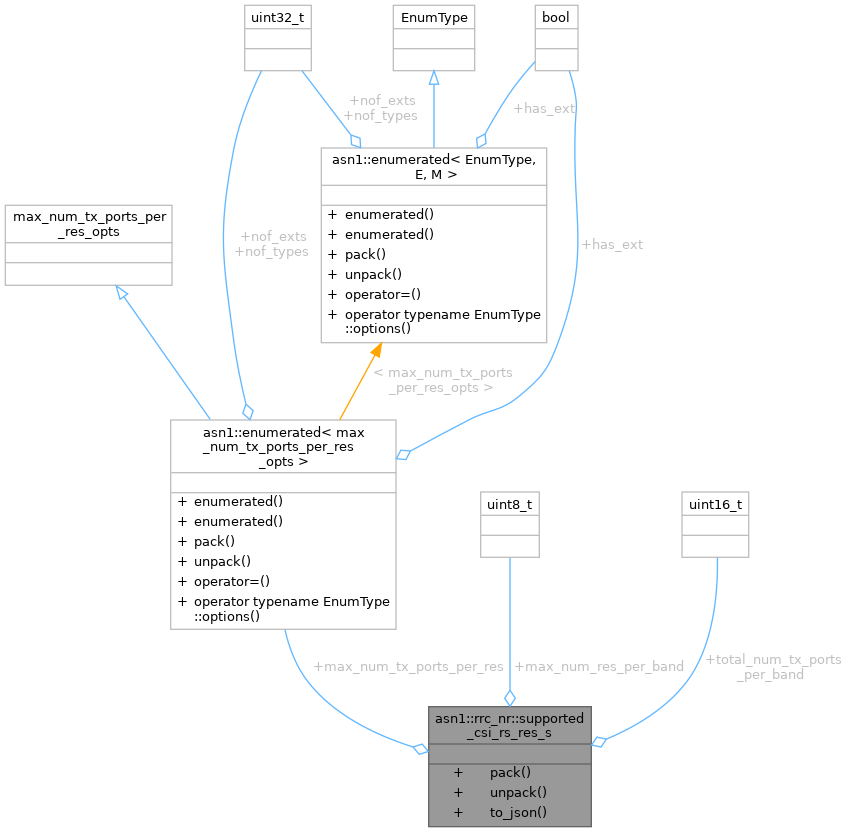 uint32_t
EnumType
bool
+nof_exts
+nof_types
+has_ext
asn1::enumerated< EnumType,
E, M >
+ enumerated()
+ enumerated()
+ pack()
+ unpack()
+ operator=()
+ operator typename EnumType
::options()
max_num_tx_ports_per
_res_opts
+nof_exts
+nof_types
+has_ext
< max_num_tx_ports
_per_res_opts >
asn1::enumerated< max
_num_tx_ports_per_res
_opts >
+ enumerated()
+ enumerated()
+ pack()
+ unpack()
+ operator=()
+ operator typename EnumType
::options()
uint8_t
uint16_t
+max_num_tx_ports_per_res
+max_num_res_per_band
+total_num_tx_ports
_per_band
asn1::rrc_nr::supported
_csi_rs_res_s
+ pack()
+ unpack()
+ to_json()